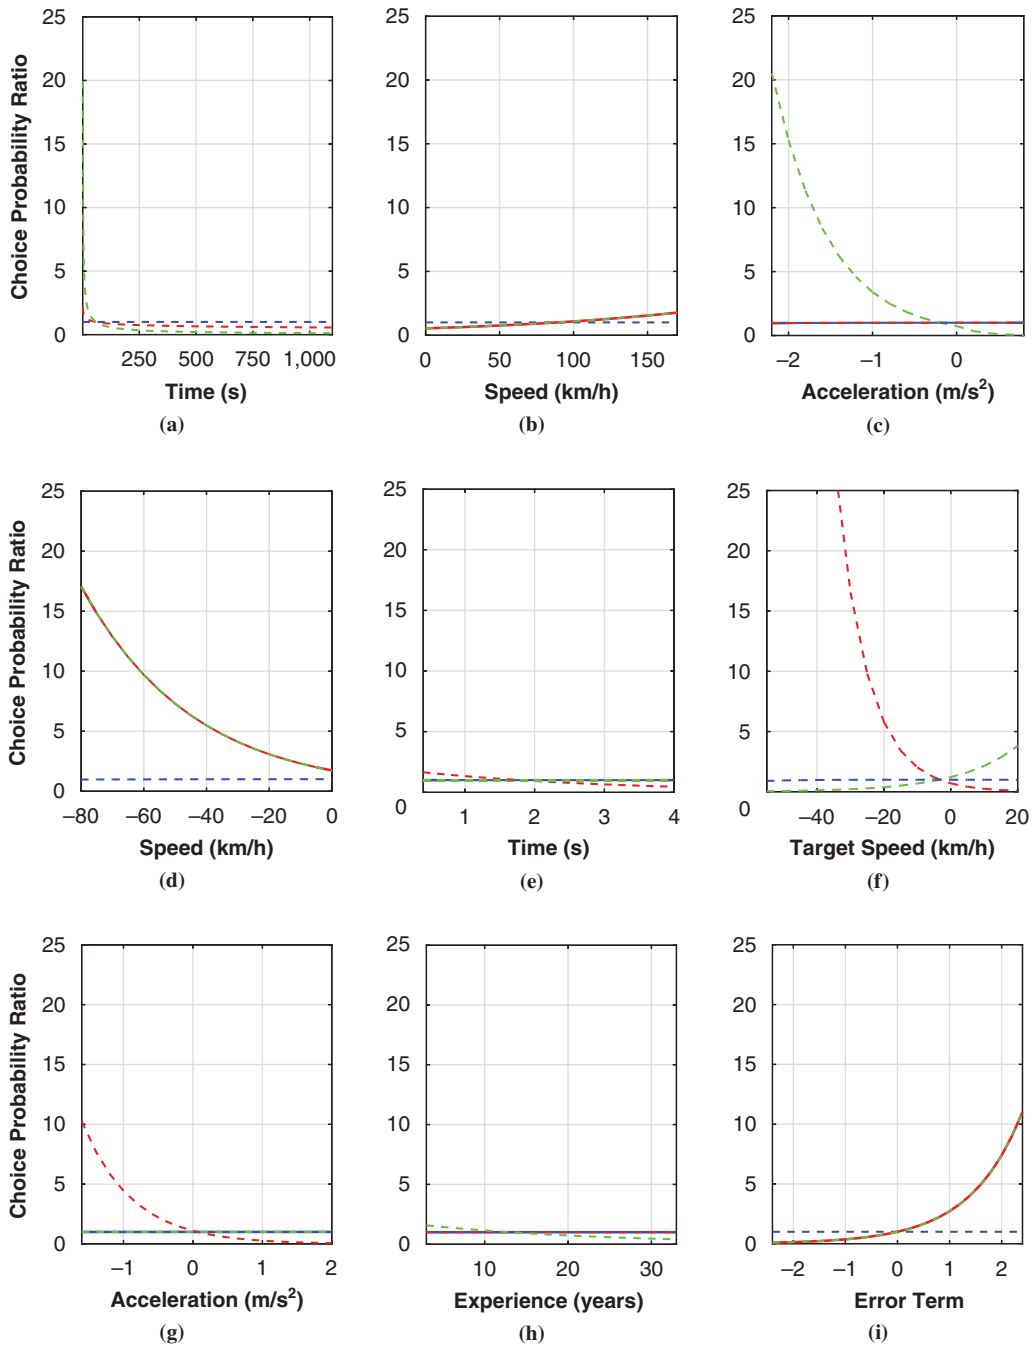 Choice Probability Ratio
25
20
15
10
5
0
250 500 750 1,000
Time (s)
(a)
25
20
15
10
5
0
0 50 100 150
Speed (km/h)
(b)
25
20
15
10
5
0
−2 −1 0
Acceleration (m/s²)
(c)
Choice Probability Ratio
25
20
15
10
5
0
−80 −60 −40 −20 0
Speed (km/h)
(d)
25
20
15
10
5
0
1 2 3 4
Time (s)
(e)
25
20
15
10
5
0
−40 −20 0 20
Target Speed (km/h)
(f)
Choice Probability Ratio
25
20
15
10
5
0
−1 0 1 2
Acceleration (m/s²)
(g)
25
20
15
10
5
0
10 20 30
Experience (years)
(h)
25
20
15
10
5
0
−2 −1 0 1 2
Error Term
(i)